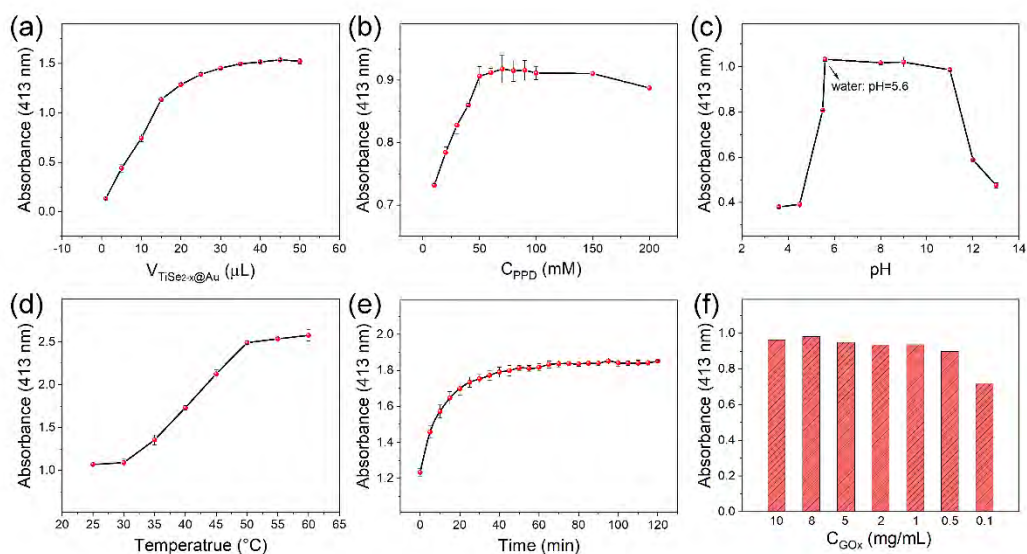 (a)
Absorbance (413 nm)
1.5
1.0
0.5
0.0
-10 0 10 20 30 40 50 60
V_TiSe2-x@Au (μL)
(b)
Absorbance (413 nm)
0.9
0.8
0.7
0 50 100 150 200
C_PPD (mM)
(c)
Absorbance (413 nm)
1.0
0.8
0.6
0.4
water: pH=5.6
2 4 6 8 10 12 14
pH
(d)
Absorbance (413 nm)
2.5
2.0
1.5
1.0
20 25 30 35 40 45 50 55 60 65
Temperatrue (°C)
(e)
Absorbance (413 nm)
2.0
1.8
1.6
1.4
1.2
0 20 40 60 80 100 120
Time (min)
(f)
Absorbance (413 nm)
1.0
0.8
0.6
0.4
0.2
0.0
10 8 5 2 1 0.5 0.1
C_GOx (mg/mL)